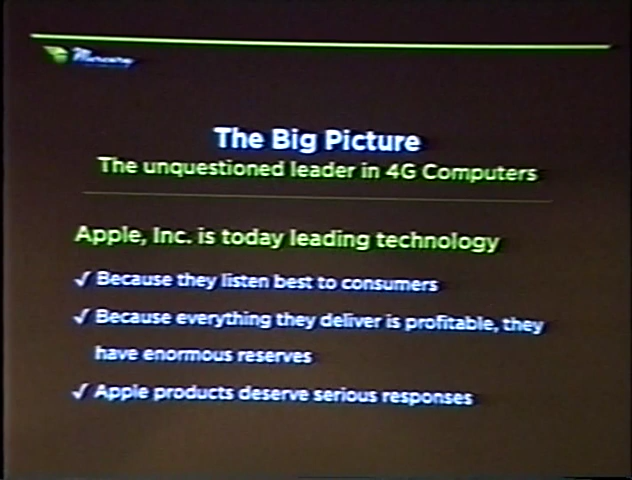 Mercury
The Big Picture
The unquestioned leader in 4G Computers
Apple, Inc. is today leading technology
✓ Because they listen best to consumers
✓ Because everything they deliver is profitable, they
have enormous reserves
✓ Apple products deserve serious responses